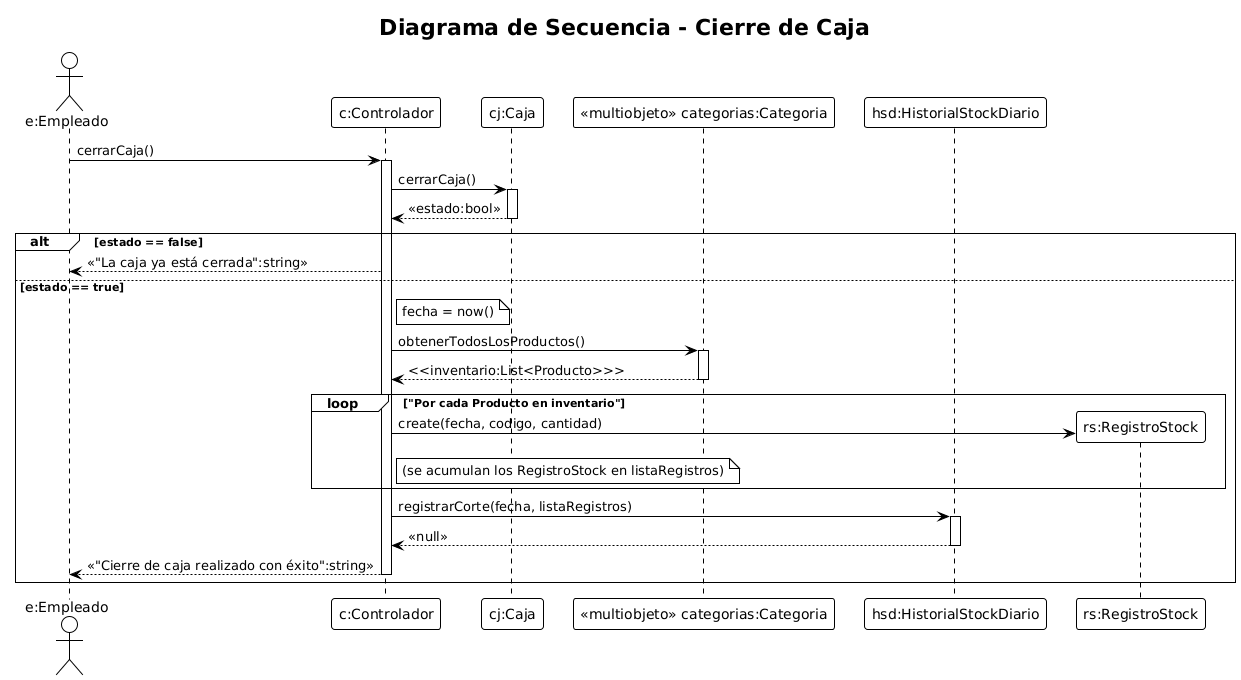 Diagrama de Secuencia - Cierre de Caja
e:Empleado
c:Controlador
cj:Caja
«multiobjeto» categorias:Categoria
hsd:HistorialStockDiario
cerrarCaja()
cerrarCaja()
«estado:bool»
alt
[estado == false]
«"La caja ya está cerrada":string»
[estado == true]
fecha = now()
obtenerTodosLosProductos()
<<inventario:List<Producto>>>
loop
["Por cada Producto en inventario"]
create(fecha, codigo, cantidad)
rs:RegistroStock
(se acumulan los RegistroStock en listaRegistros)
registrarCorte(fecha, listaRegistros)
«null»
«"Cierre de caja realizado con éxito":string»
e:Empleado
c:Controlador
cj:Caja
«multiobjeto» categorias:Categoria
hsd:HistorialStockDiario
rs:RegistroStock